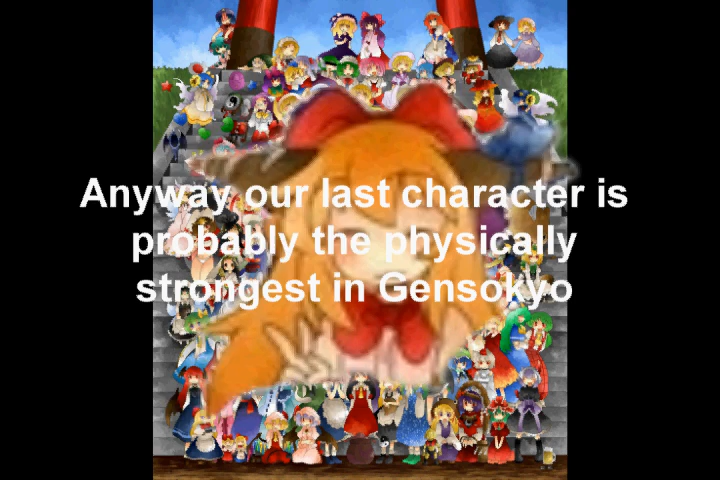 Anyway our last character is
probably the physically
strongest in Gensokyo